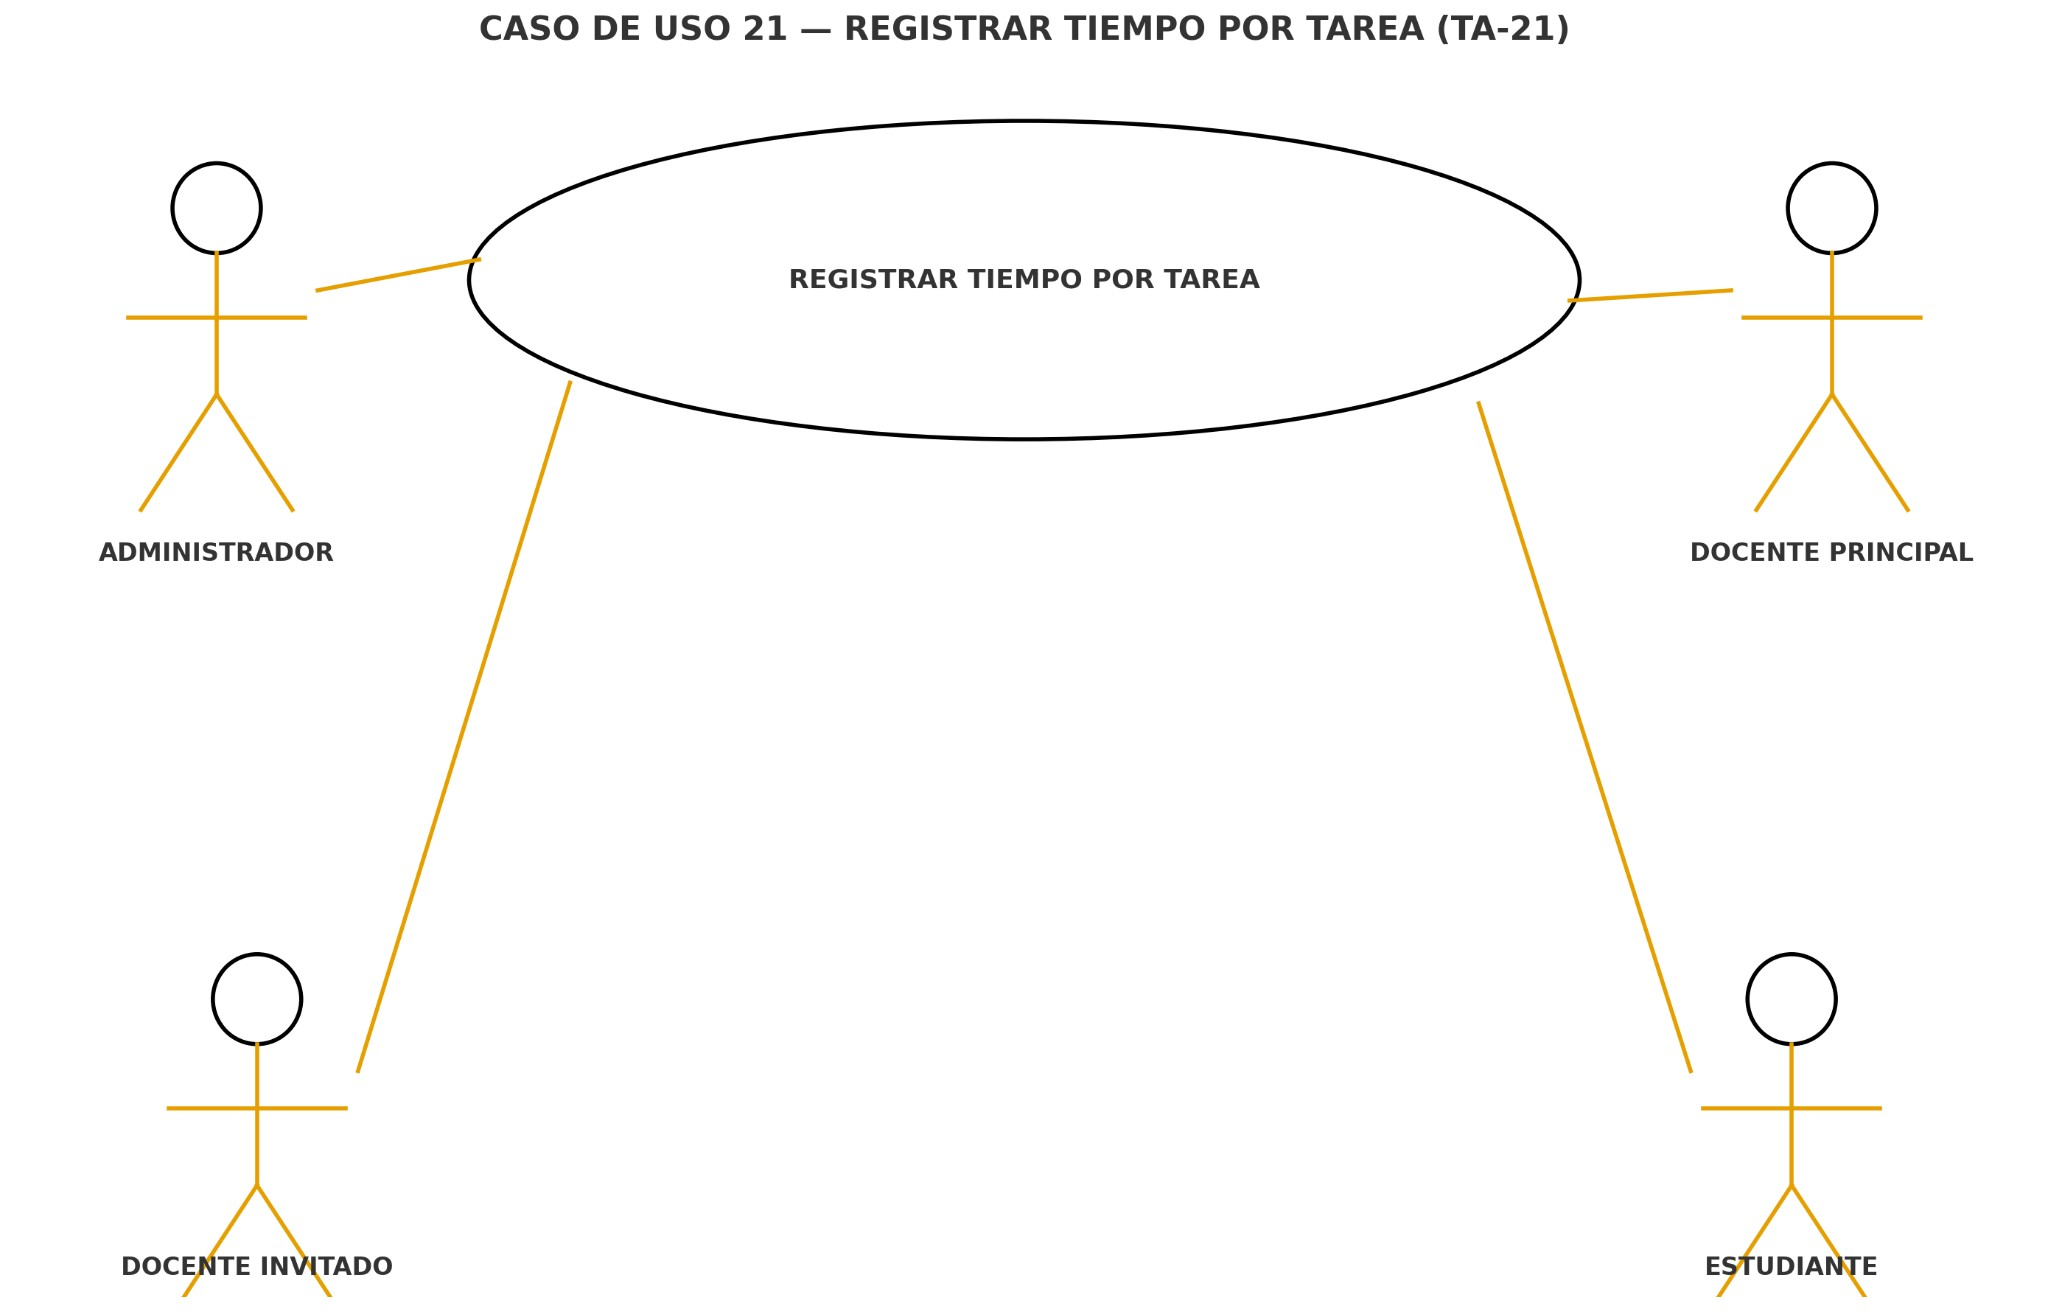 CASO DE USO 21 — REGISTRAR TIEMPO POR TAREA (TA-21)
REGISTRAR TIEMPO POR TAREA
ADMINISTRADOR
DOCENTE PRINCIPAL
DOCENTE INVITADO
ESTUDIANTE